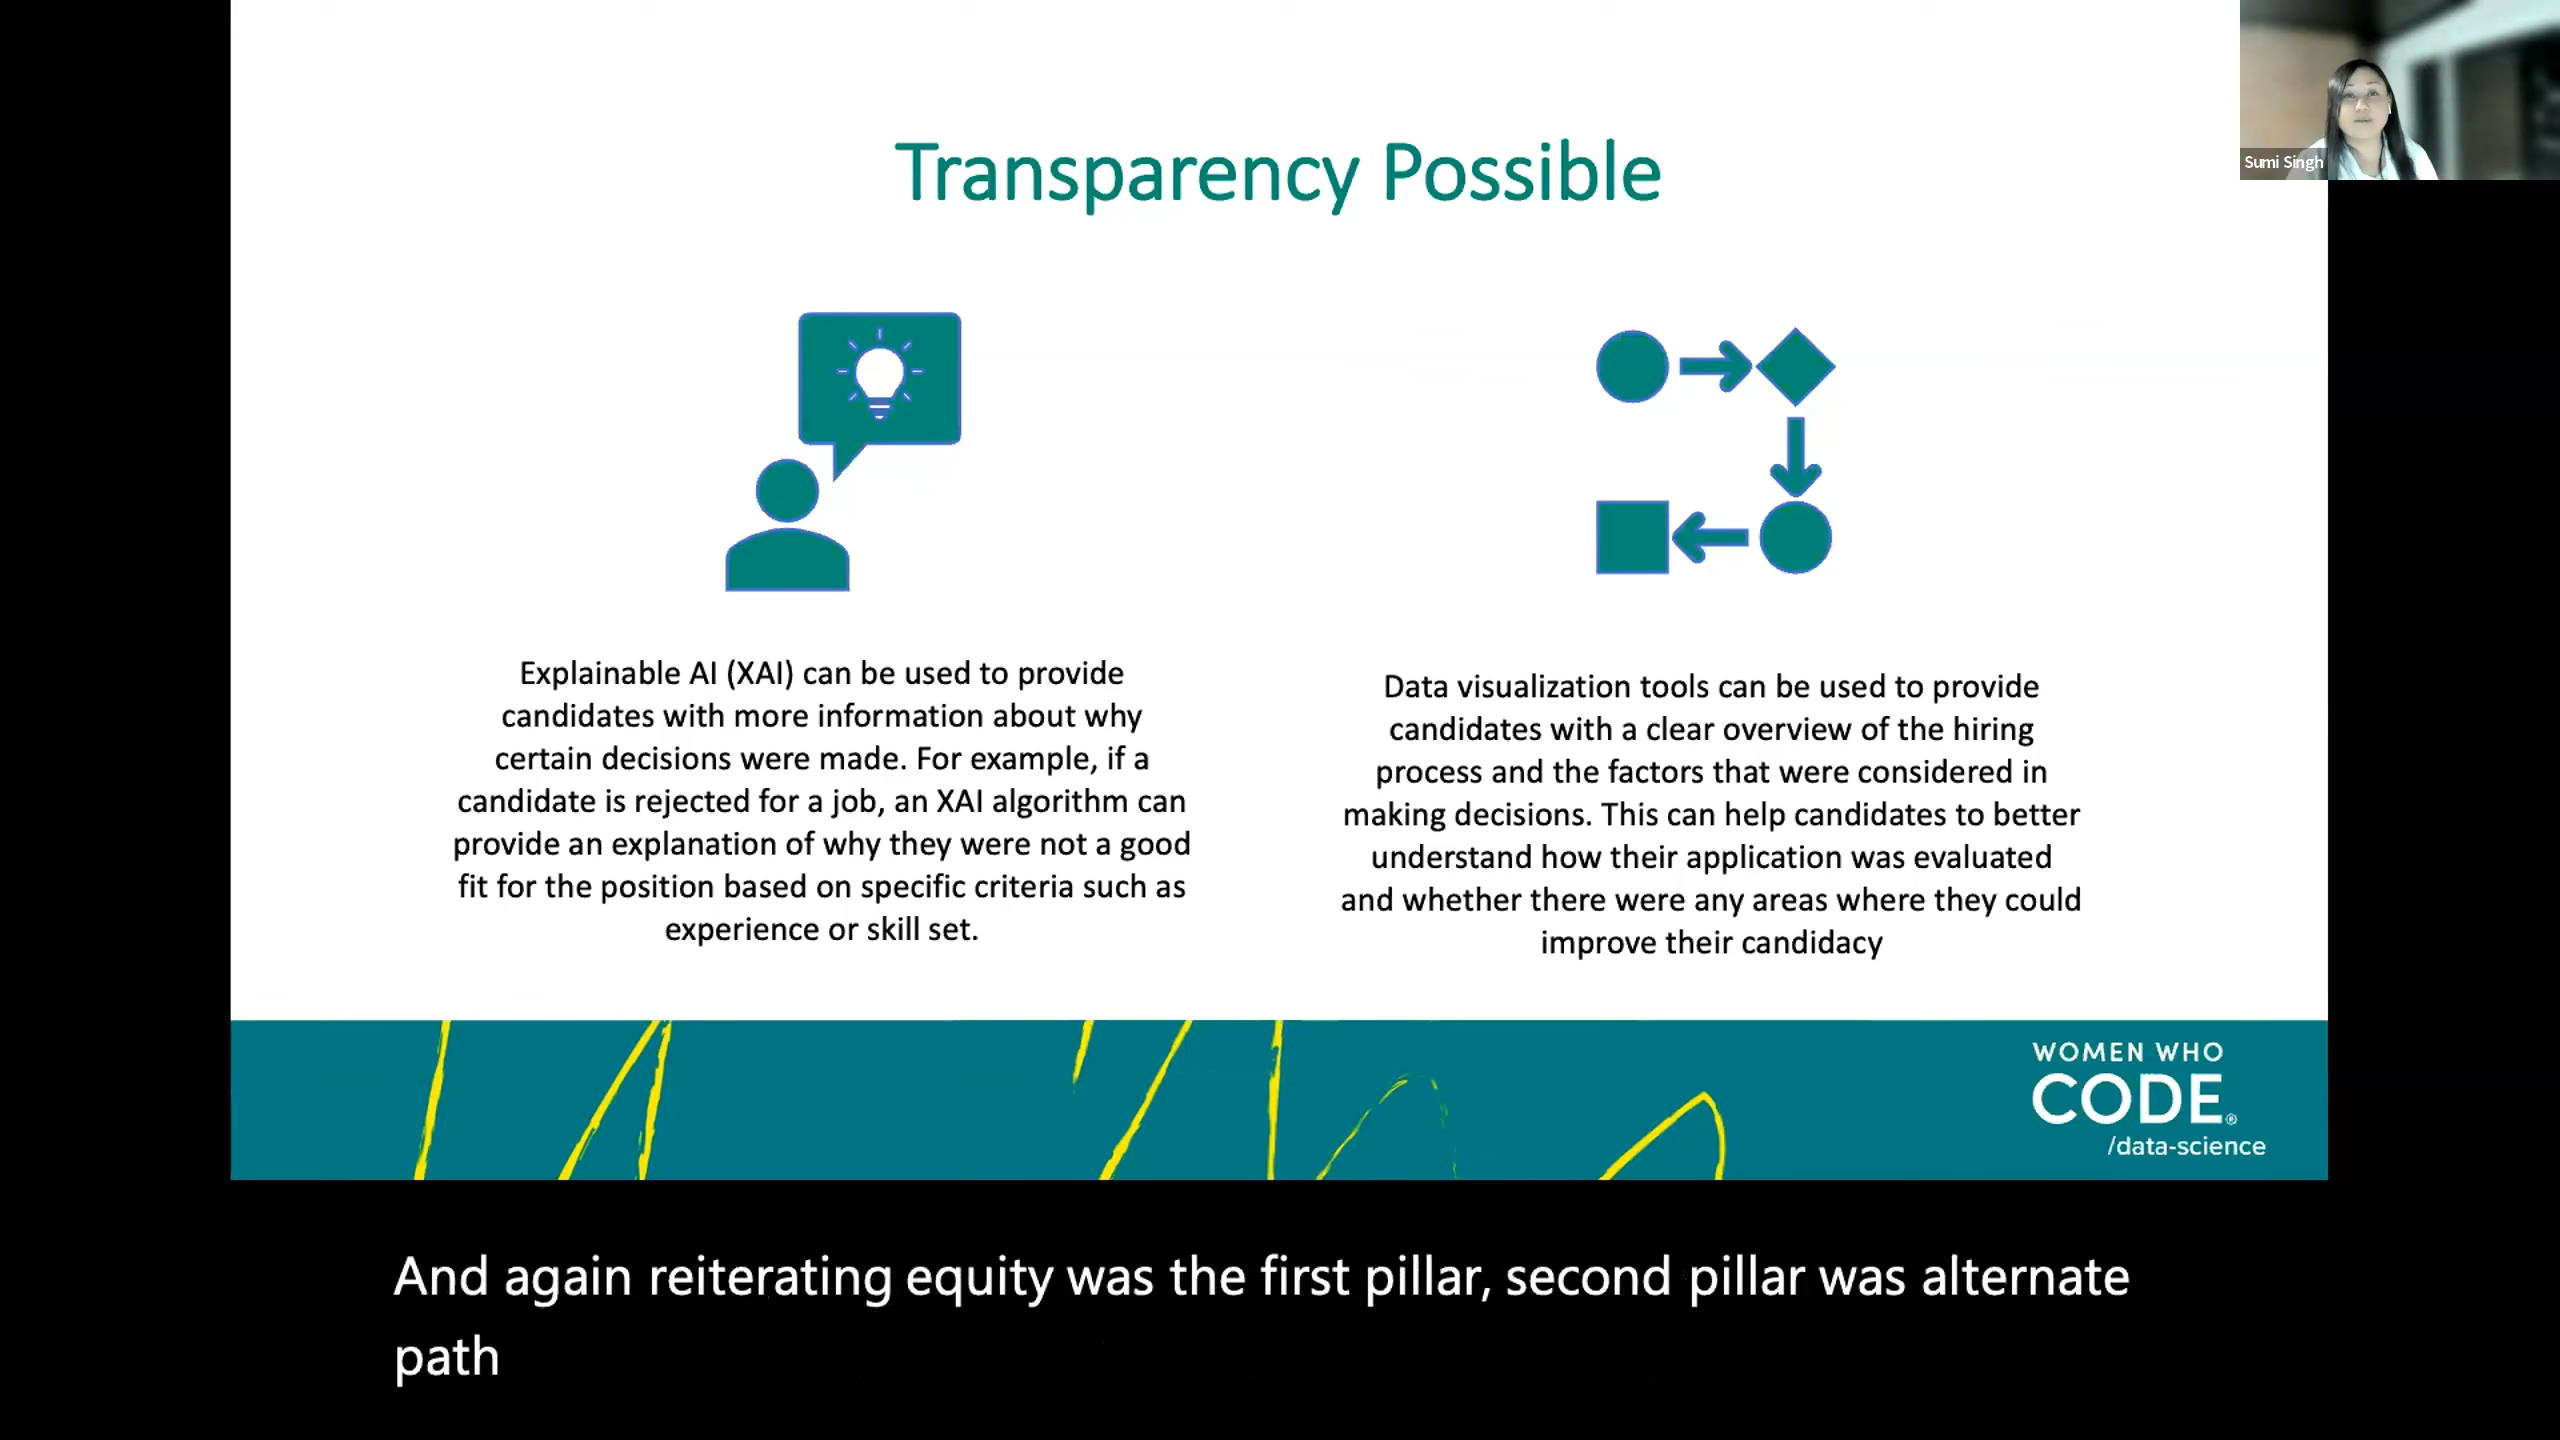 Sumi Singh
Transparency Possible
Explainable AI (XAI) can be used to provide
candidates with more information about why
certain decisions were made. For example, if a
candidate is rejected for a job, an XAI algorithm can
provide an explanation of why they were not a good
fit for the position based on specific criteria such as
experience or skill set.
Data visualization tools can be used to provide
candidates with a clear overview of the hiring
process and the factors that were considered in
making decisions. This can help candidates to better
understand how their application was evaluated
and whether there were any areas where they could
improve their candidacy
WOMEN WHO
CODE®
/data-science
And again reiterating equity was the first pillar, second pillar was alternate
path